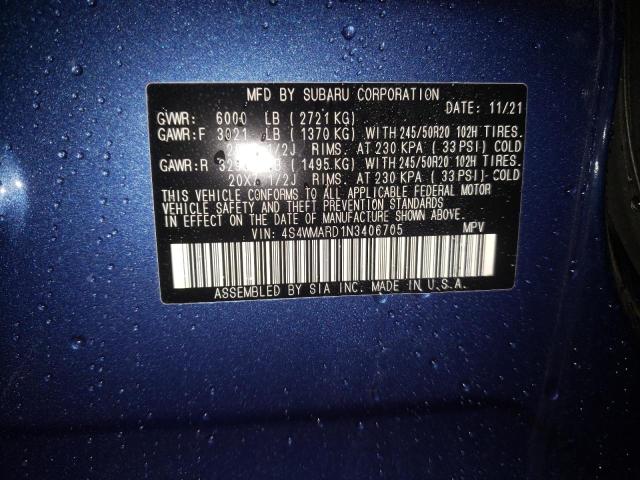 MFD BY SUBARU CORPORATION
DATE: 11/21
GVWR: 6000 LB (2721 KG)
GAWR:F 3021 LB (1370 KG) WITH 245/50R20 102H TIRES.
1/2J RIMS. AT 230 KPA (33 PSI) COLD
GAWR:R (1495 KG) WITH 245/50R20 102H TIRES.
1/2J RIMS. AT 230 KPA (33 PSI) COLD
THIS VEHICLE CONFORMS TO ALL APPLICABLE FEDERAL MOTOR
VEHICLE SAFETY AND THEFT PREVENTION STANDARDS
IN EFFECT ON THE DATE OF MANUFACTURE SHOWN ABOVE.
VIN: 4S4WMARD1N3406705 MPV
ASSEMBLED BY SIA INC. MADE IN U.S.A.